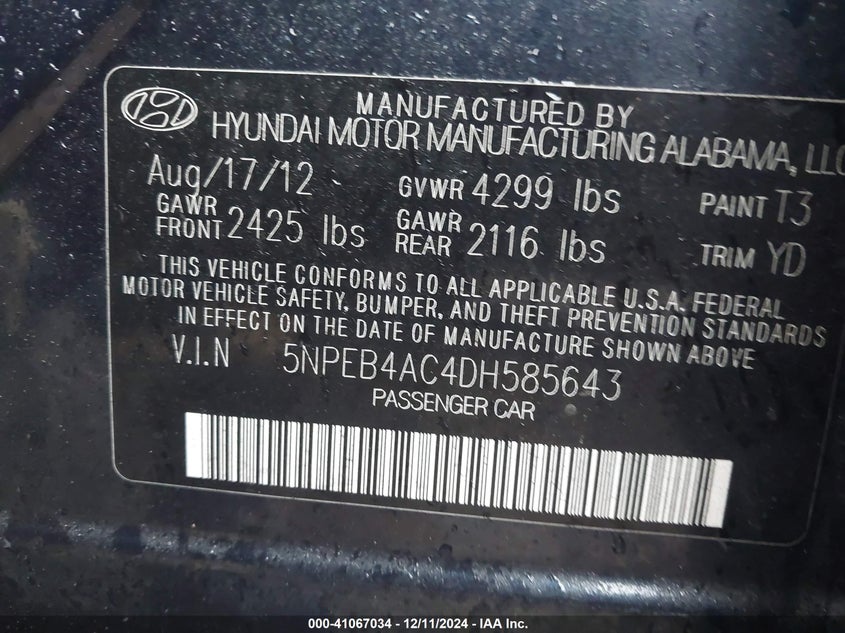 MANUFACTURED BY
HYUNDAI MOTOR MANUFACTURING ALABAMA, LLC
Aug/17/12 GVWR 4299 lbs PAINT T3
GAWR FRONT 2425 lbs GAWR REAR 2116 lbs TRIM YD
THIS VEHICLE CONFORMS TO ALL APPLICABLE U.S.A. FEDERAL
MOTOR VEHICLE SAFETY, BUMPER, AND THEFT PREVENTION STANDARDS
IN EFFECT ON THE DATE OF MANUFACTURE SHOWN ABOVE
V.I.N 5NPEB4AC4DH585643
PASSENGER CAR
000-41067034 - 12/11/2024 - IAA Inc.